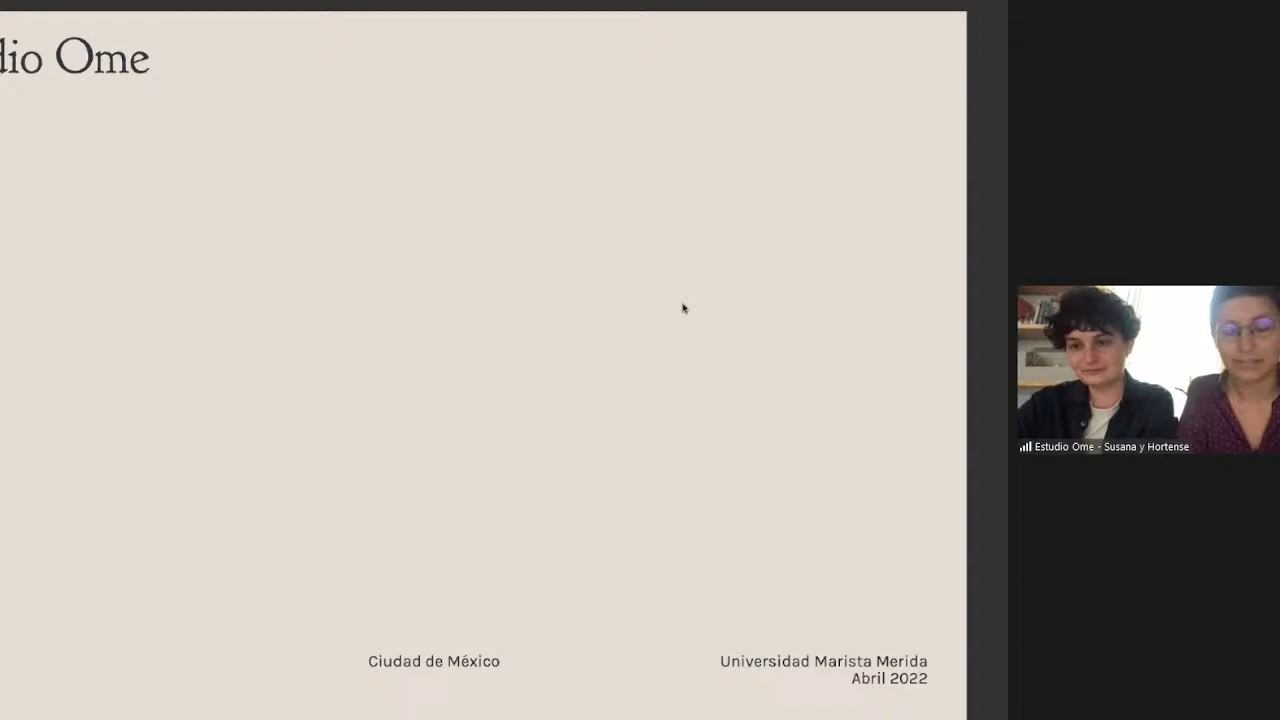 dio Ome
Estudio Ome - Susana y Hortense
Ciudad de México
Universidad Marista Merida
Abril 2022